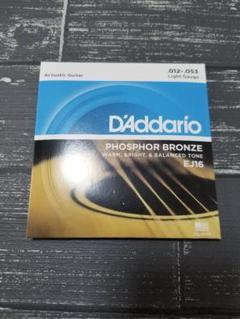 Acoustic Guitar
.012-.053
Light Gauge
D'Addario
PHOSPHOR BRONZE
WARM, BRIGHT, & BALANCED TONE
EJ16